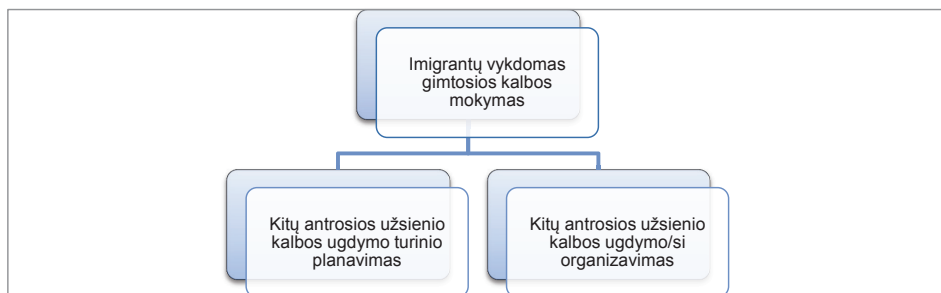 Imigrantų vykdomas
gimtosios kalbos
mokymas
Kitų antrosios užsienio
kalbos ugdymo turinio
planavimas
Kitų antrosios užsienio
kalbos ugdymo/si
organizavimas